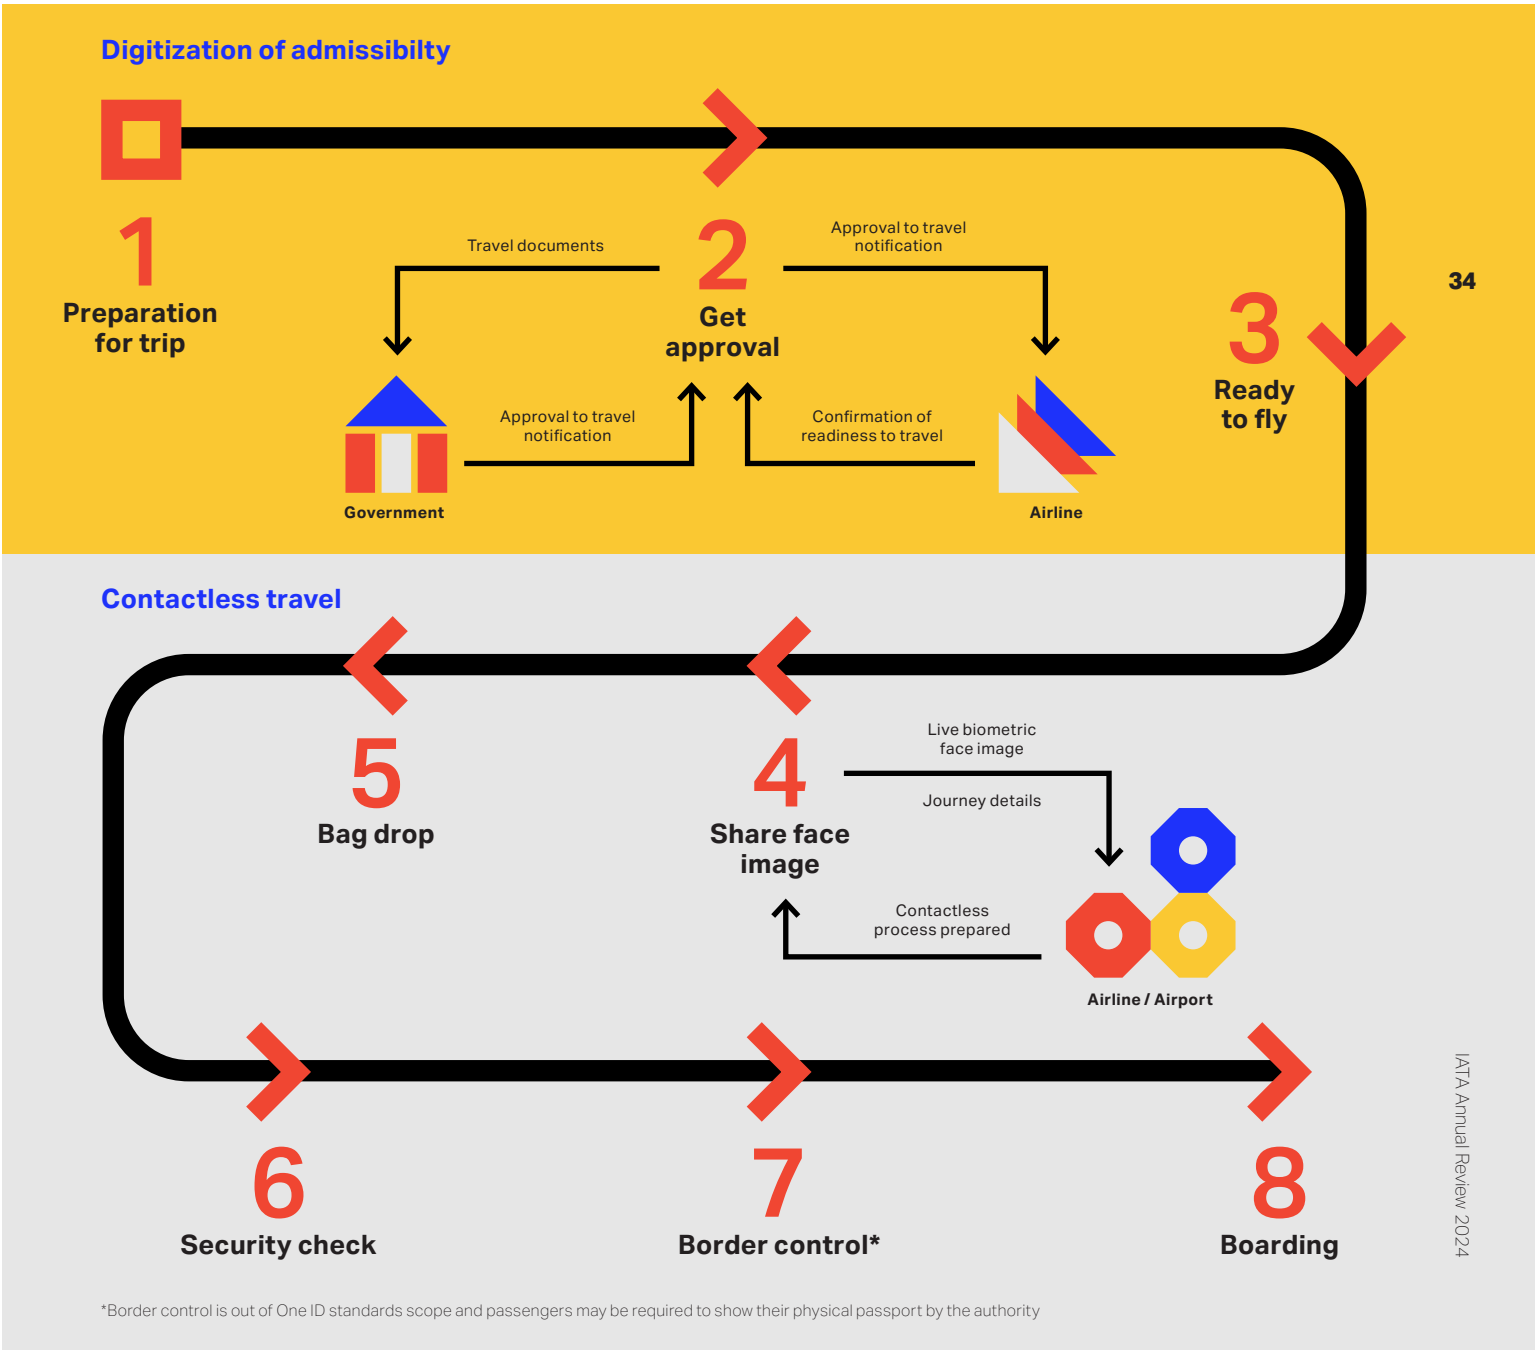 Digitization of admissibilty
1
Preparation
for trip
Travel documents
2
Get
approval
Approval to travel
notification
Approval to travel
notification
Confirmation of
readiness to travel
Government
Airline
3
Ready
to fly
34
Contactless travel
5
Bag drop
4
Share face
image
Live biometric
face image
Journey details
Contactless
process prepared
Airline / Airport
6
Security check
7
Border control*
8
Boarding
IATA Annual Review 2024
*Border control is out of One ID standards scope and passengers may be required to show their physical passport by the authority